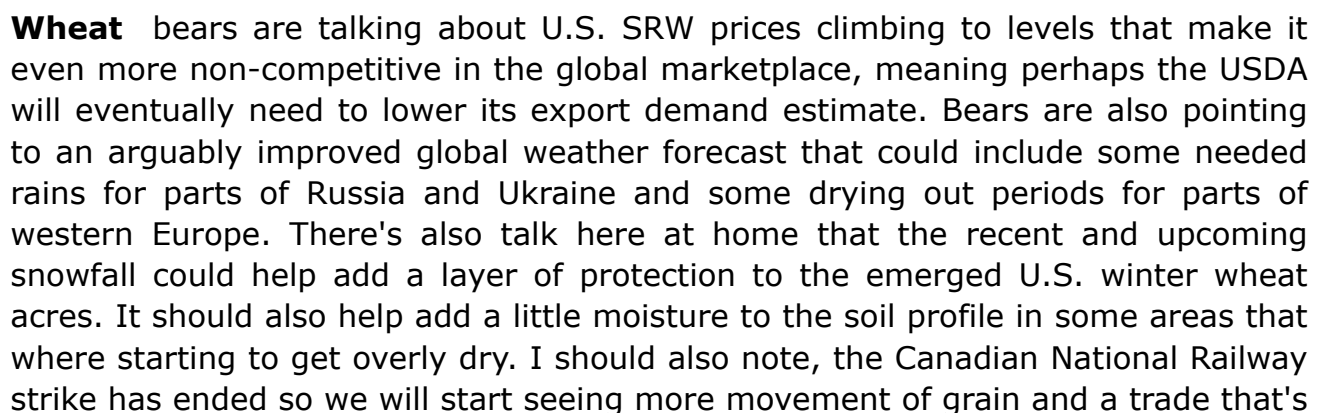 Wheat bears are talking about U.S. SRW prices climbing to levels that make it
even more non-competitive in the global marketplace, meaning perhaps the USDA
will eventually need to lower its export demand estimate. Bears are also pointing
to an arguably improved global weather forecast that could include some needed
rains for parts of Russia and Ukraine and some drying out periods for parts of
western Europe. There's also talk here at home that the recent and upcoming
snowfall could help add a layer of protection to the emerged U.S. winter wheat
acres. It should also help add a little moisture to the soil profile in some areas that
where starting to get overly dry. I should also note, the Canadian National Railway
strike has ended so we will start seeing more movement of grain and a trade that's